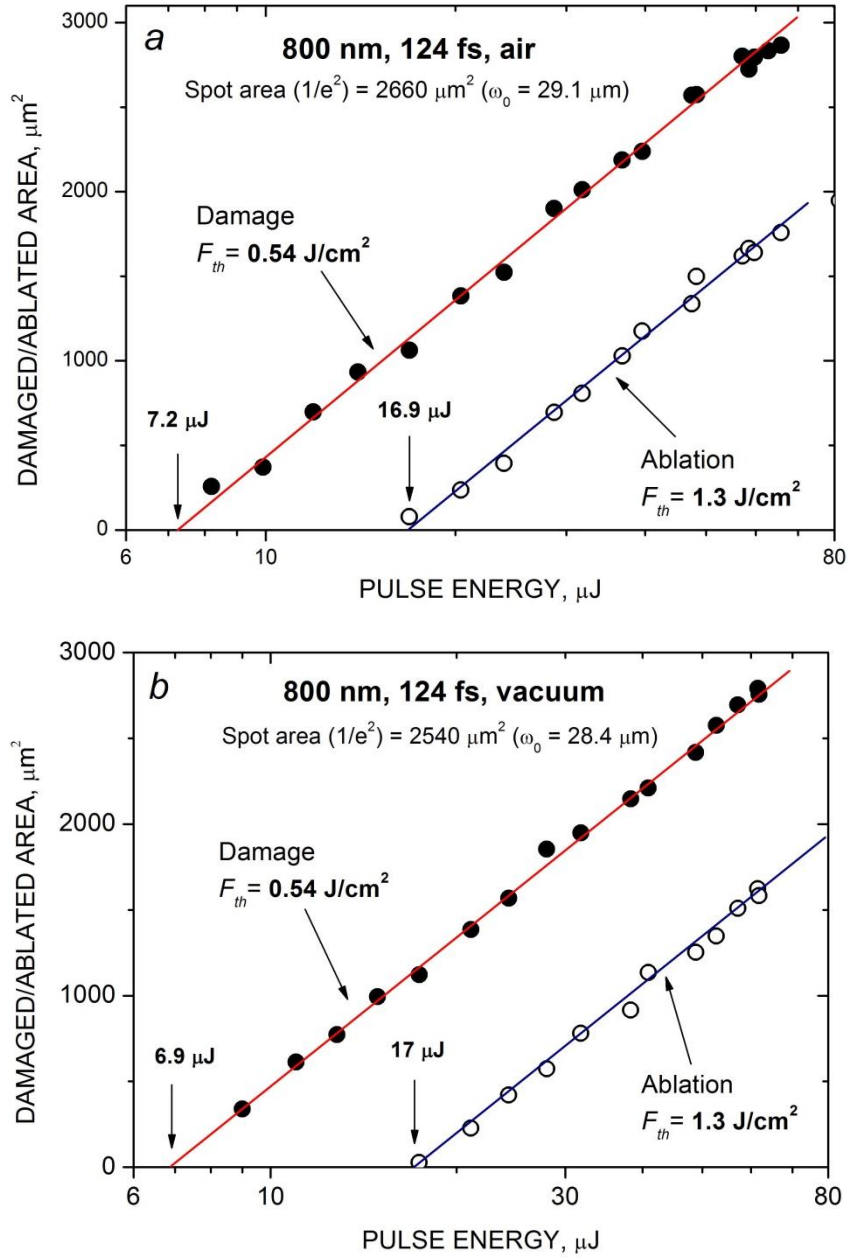 a
800 nm, 124 fs, air
Spot area (1/e²) = 2660 μm² (ω₀ = 29.1 μm)
DAMAGED/ABLATED AREA, μm²
3000
2000
1000
0
Damage
F_th= 0.54 J/cm²
7.2 μJ
16.9 μJ
Ablation
F_th= 1.3 J/cm²
6
10
80
PULSE ENERGY, μJ
b
800 nm, 124 fs, vacuum
Spot area (1/e²) = 2540 μm² (ω₀ = 28.4 μm)
DAMAGED/ABLATED AREA, μm²
3000
2000
1000
0
Damage
F_th= 0.54 J/cm²
6.9 μJ
17 μJ
Ablation
F_th= 1.3 J/cm²
6
10
30
80
PULSE ENERGY, μJ